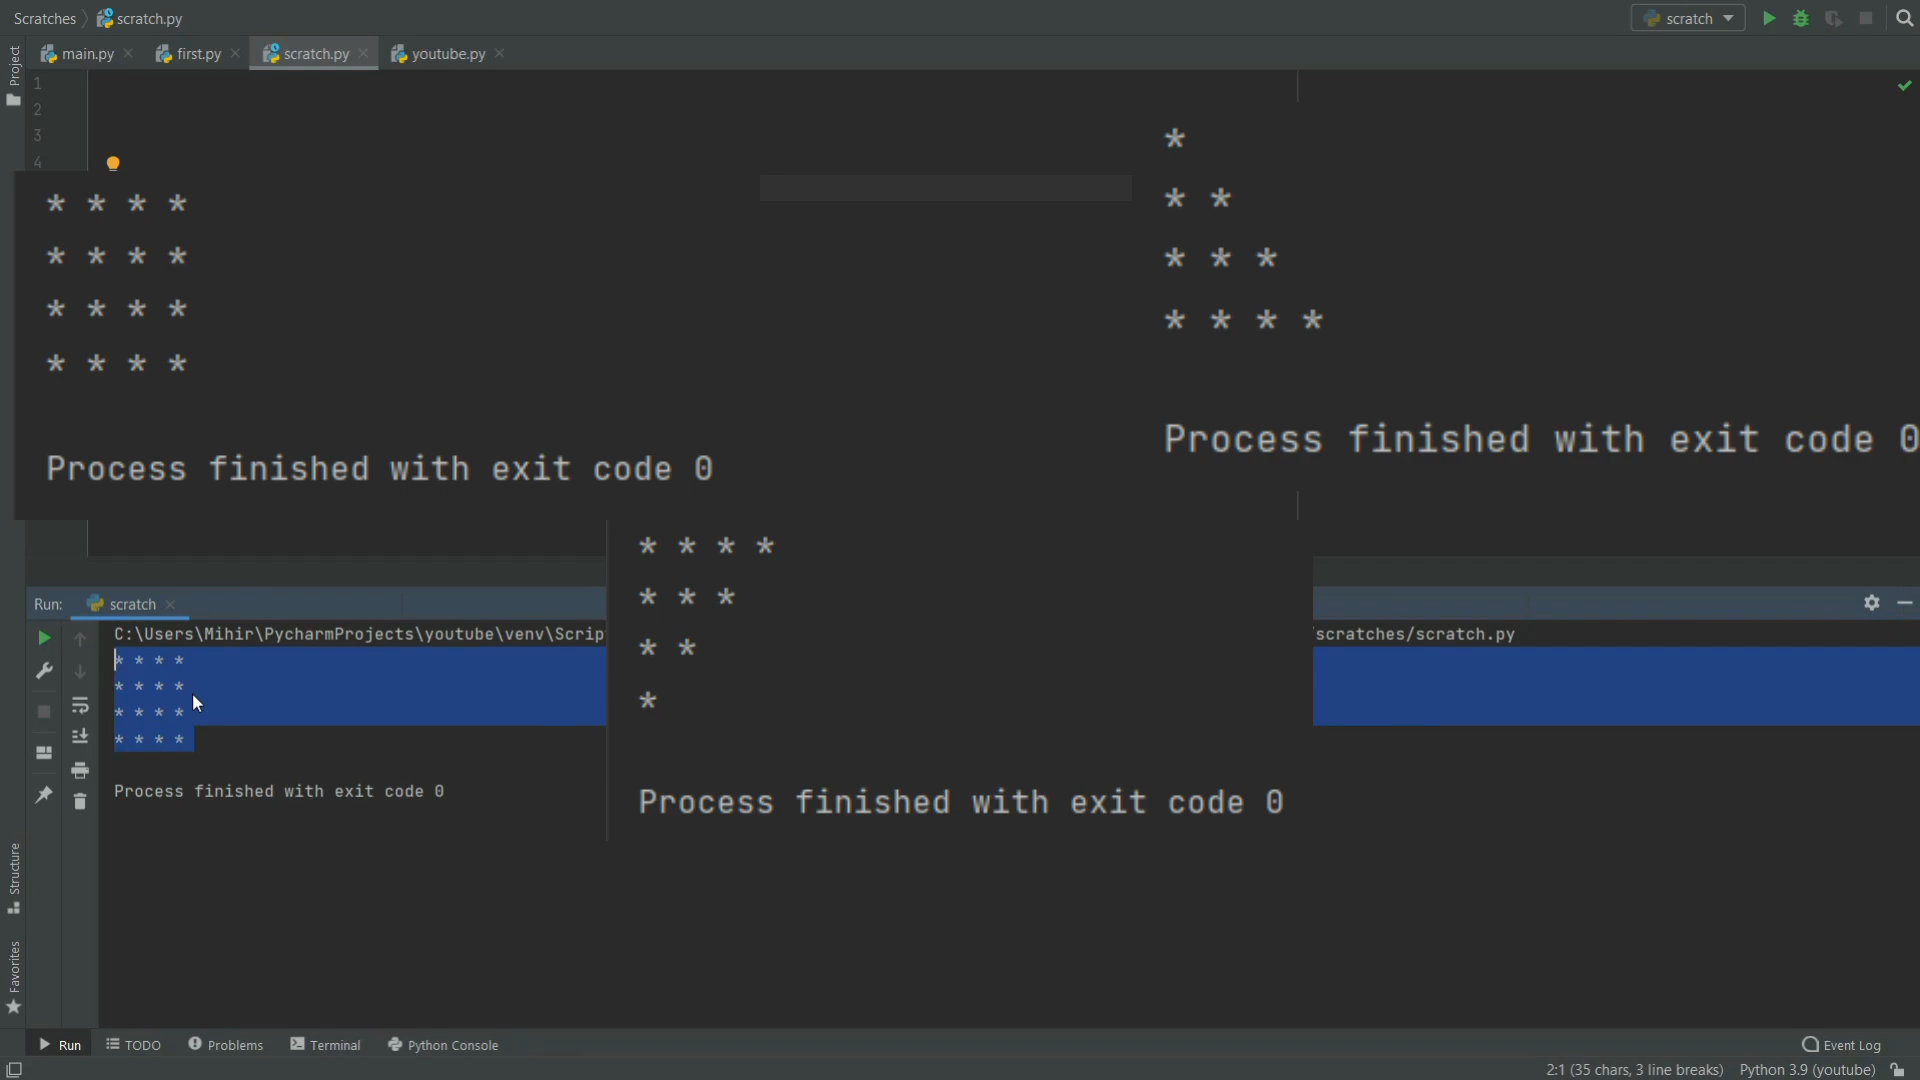 Scratches
scratch.py
scratch
main.py
first.py
scratch.py
youtube.py
Project
1
2
3
4
* * * *
* * * *
* * * *
* * * *
Process finished with exit code 0
*
* *
* * *
* * * *
Process finished with exit code 0
* * * *
* * *
* *
*
Process finished with exit code 0
Run:
scratch
C:\Users\Mihir\PycharmProjects\youtube\venv\Scrip
scratches/scratch.py
* * * *
* * * *
* * * *
* * * *
Process finished with exit code 0
Structure
Favorites
Run
TODO
Problems
Terminal
Python Console
Event Log
2:1 (35 chars, 3 line breaks)
Python 3.9 (youtube)